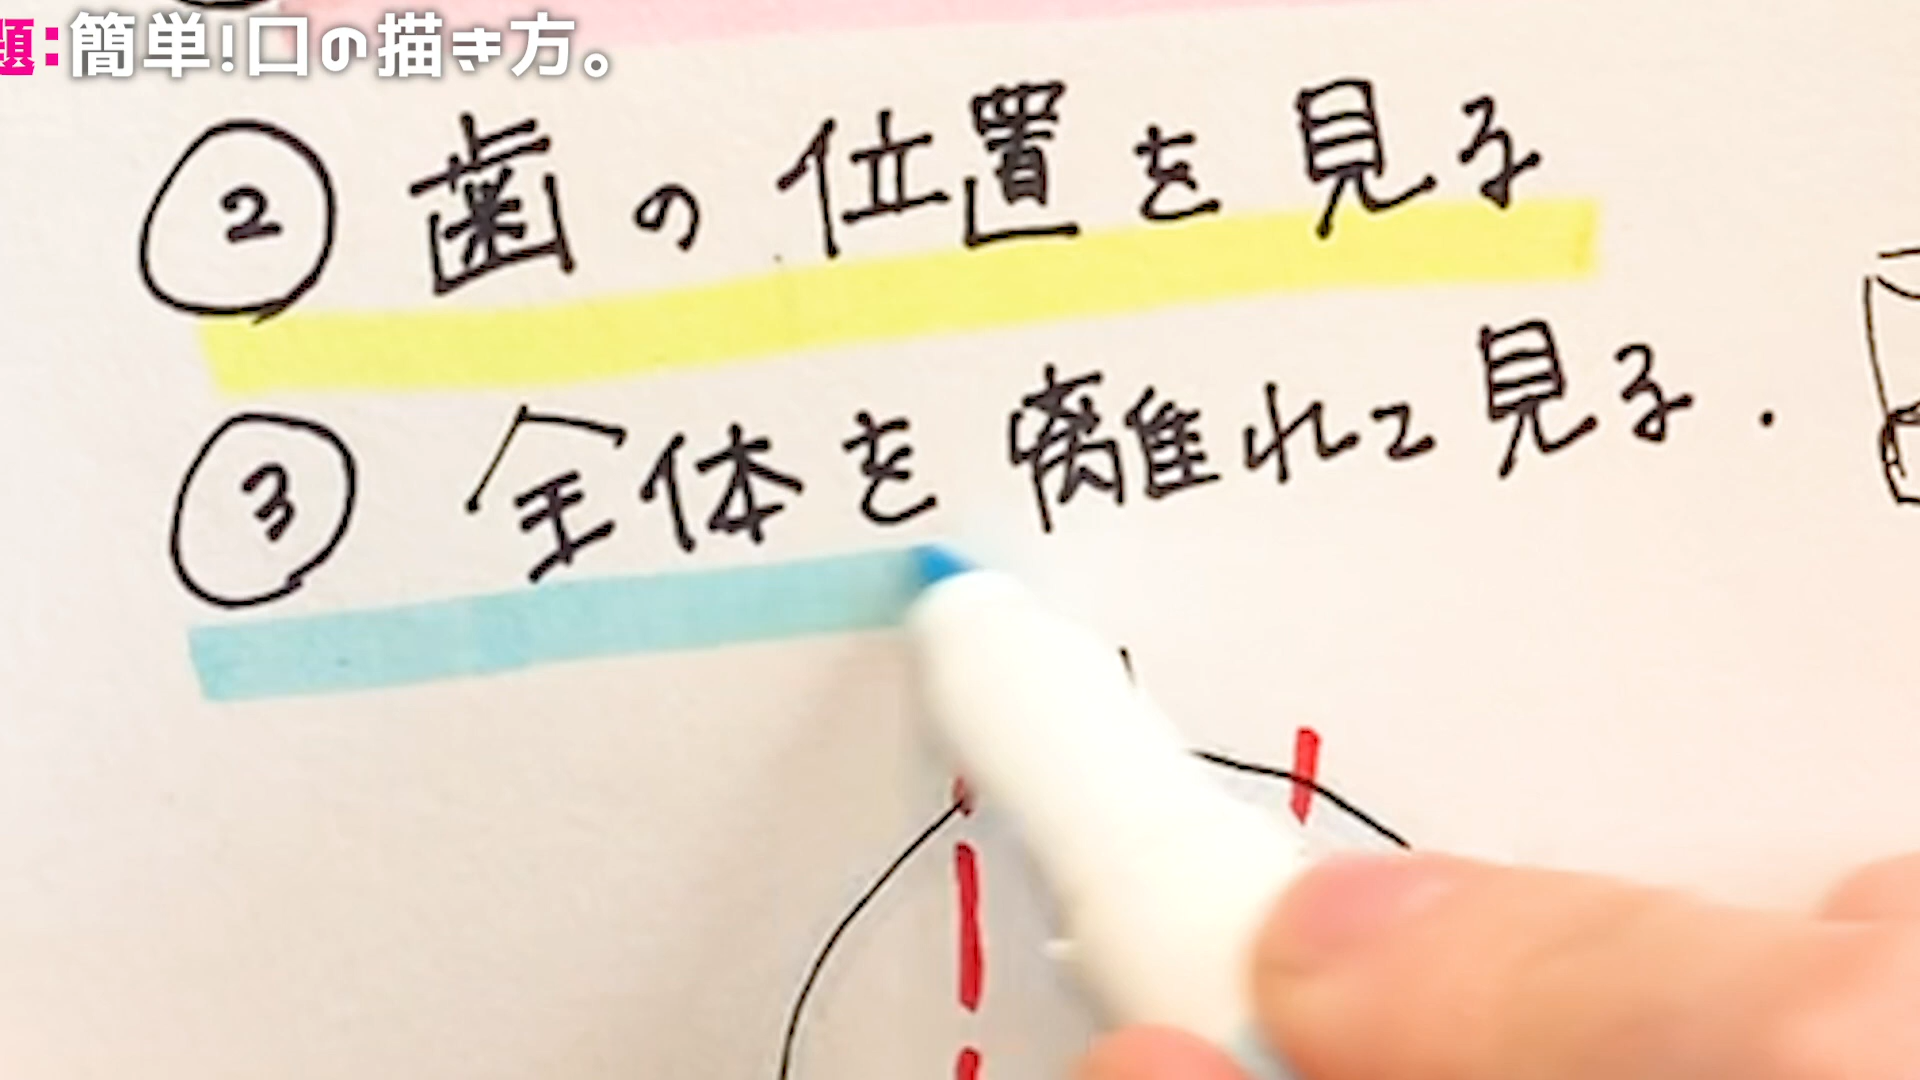 題:簡単!口の描き方。
② 歯の位置を見る
③ 全体を離れて見る.